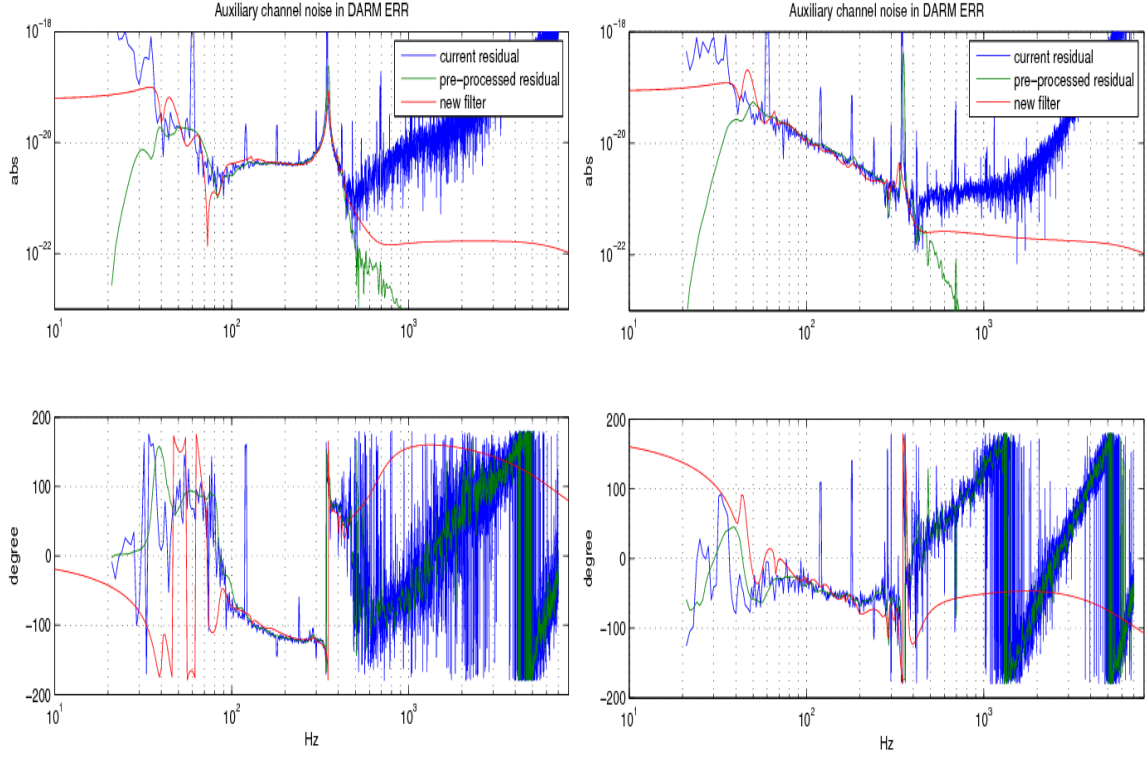 Auxiliary channel noise in DARM ERR
10^-18
10^-20
10^-22
abs
current residual
pre-processed residual
new filter
10^1
10^2
10^3
Auxiliary channel noise in DARM ERR
10^-18
10^-20
10^-22
abs
current residual
pre-processed residual
new filter
10^1
10^2
10^3
200
100
0
-100
-200
degree
10^1
10^2
10^3
Hz
200
100
0
-100
-200
degree
10^1
10^2
10^3
Hz